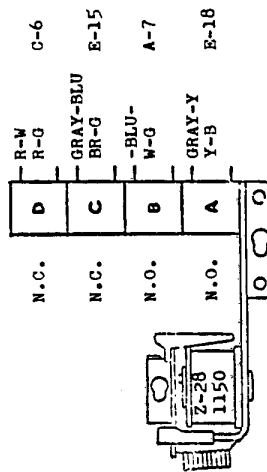 R-W C-6
N.C. D R-G
GRAY-BLU E-15
N.C. C BR-G
-BLU- A-7
N.O. B W-G
GRAY-Y E-18
N.O. A Y-B
Z-28
1150